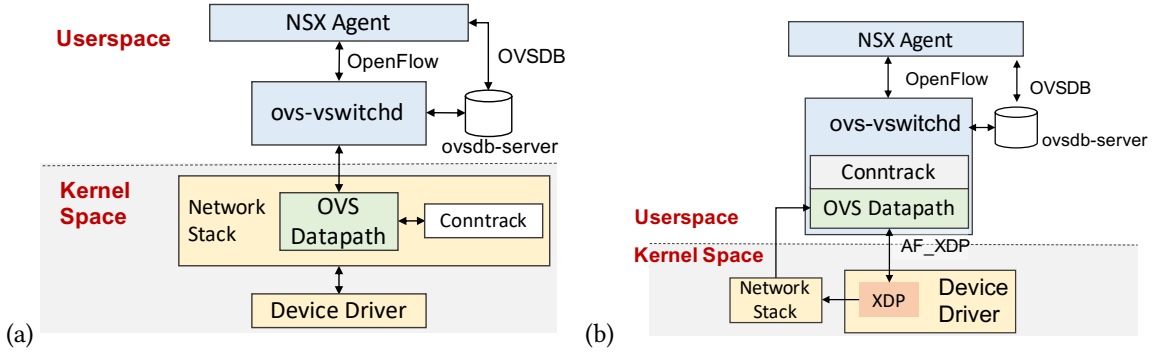 NSX Agent
Userspace
OpenFlow
OVSDB
ovs-vswitchd
ovsdb-server
Kernel
Space
Network
Stack
OVS
Datapath
Conntrack
Device Driver
(a)
NSX Agent
OpenFlow
OVSDB
ovs-vswitchd
ovsdb-server
Conntrack
OVS Datapath
Userspace
Kernel Space
AF_XDP
Network
Stack
XDP
Device
Driver
(b)